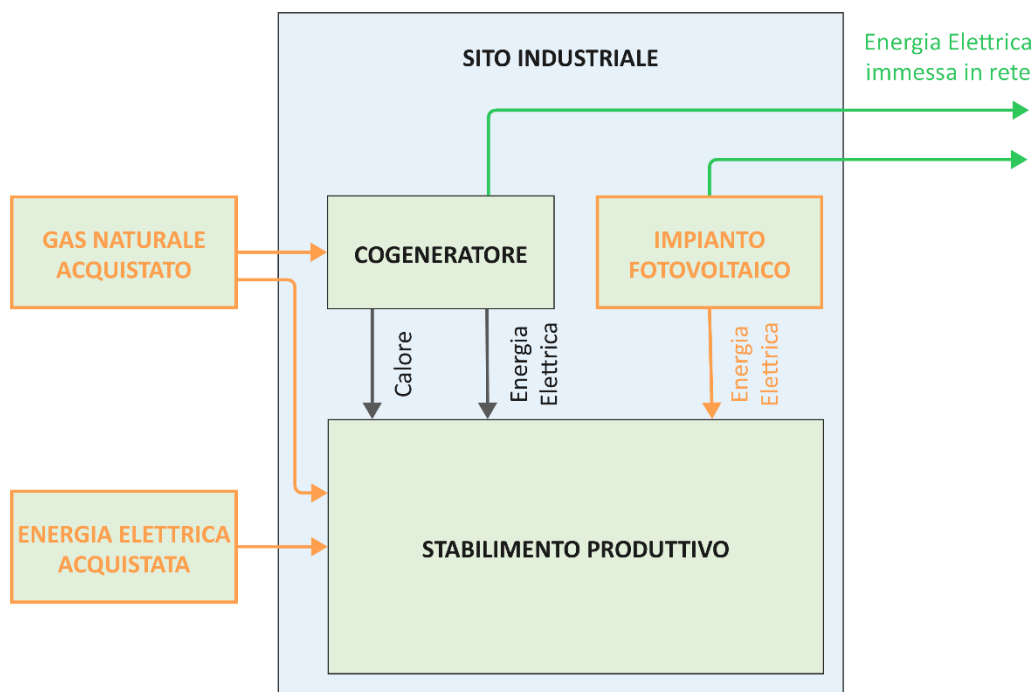 SITO INDUSTRIALE
Energia Elettrica
immessa in rete
GAS NATURALE
ACQUISTATO
COGENERATORE
IMPIANTO
FOTOVOLTAICO
Calore
Energia
Elettrica
Energia
Elettrica
ENERGIA ELETTRICA
ACQUISTATA
STABILIMENTO PRODUTTIVO